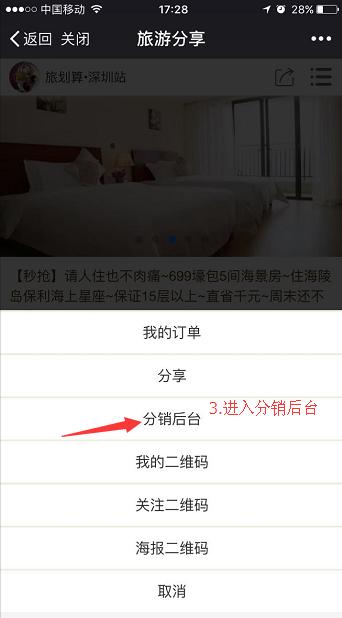 中国移动 17:28 28%
返回 关闭 旅游分享
旅划算•深圳站
【秒抢】请人住也不肉痛~699壕包5间海景房~住海陵
岛保利海上星座~保证15层以上~直省千元~周末还不
我的订单
分享
分销后台
3.进入分销后台
我的二维码
关注二维码
海报二维码
取消